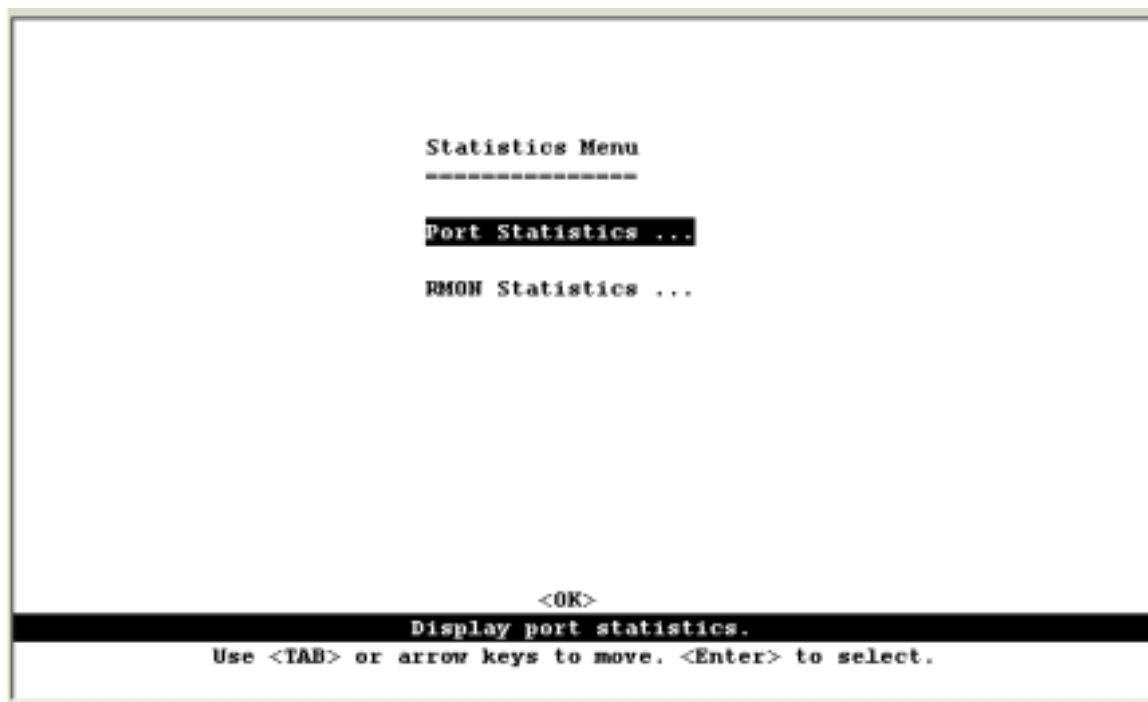 Statistics Menu
===============
Port Statistics ...
RMON Statistics ...
<OK>
Display port statistics.
Use <TAB> or arrow keys to move. <Enter> to select.